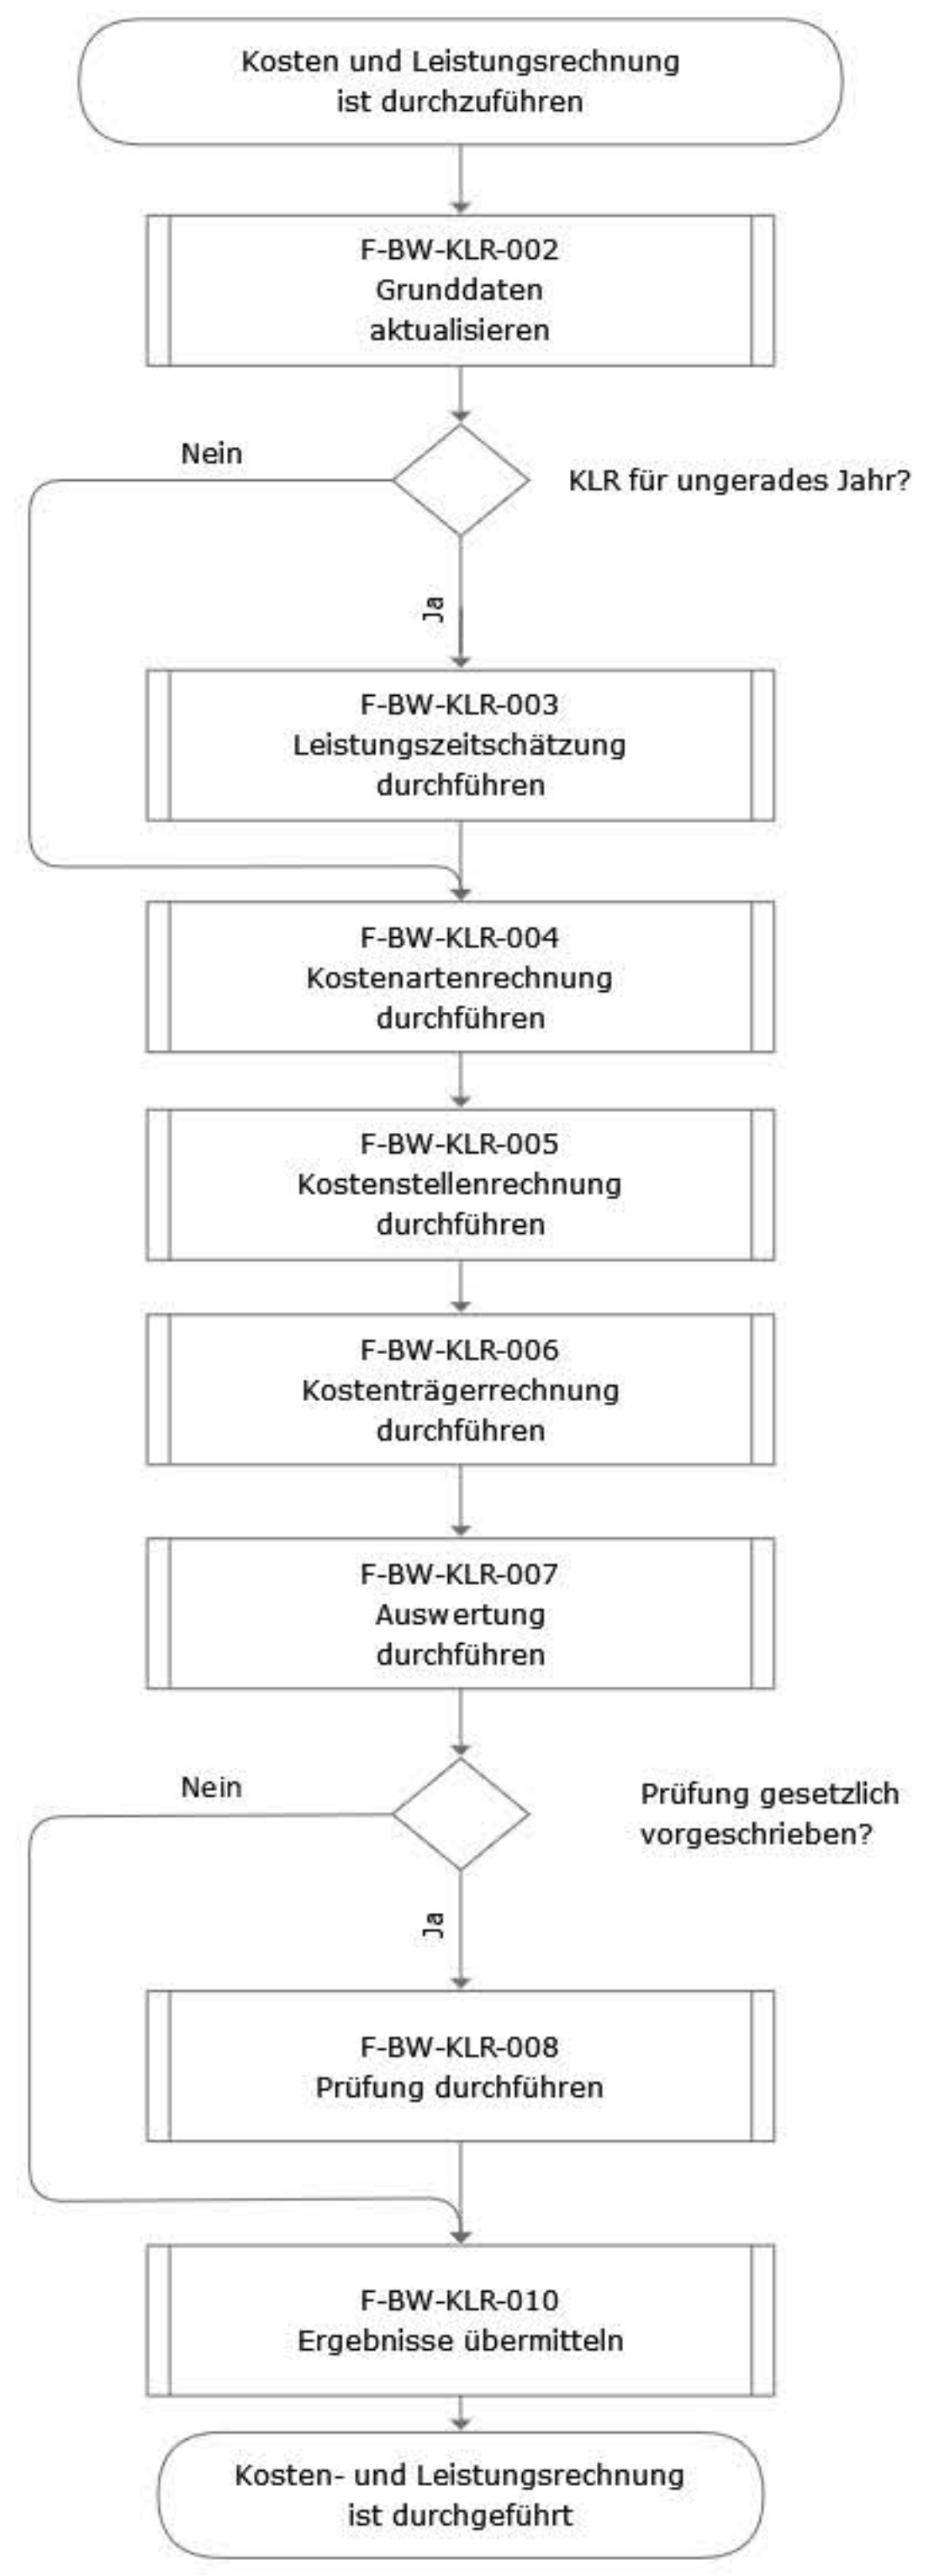 Kosten und Leistungsrechnung
ist durchzuführen
F-BW-KLR-002
Grunddaten
aktualisieren
Nein
KLR für ungerades Jahr?
Ja
F-BW-KLR-003
Leistungszeitschätzung
durchführen
F-BW-KLR-004
Kostenartenrechnung
durchführen
F-BW-KLR-005
Kostenstellenrechnung
durchführen
F-BW-KLR-006
Kostenträgerrechnung
durchführen
F-BW-KLR-007
Auswertung
durchführen
Nein
Prüfung gesetzlich
vorgeschrieben?
Ja
F-BW-KLR-008
Prüfung durchführen
F-BW-KLR-010
Ergebnisse übermitteln
Kosten- und Leistungsrechnung
ist durchgeführt